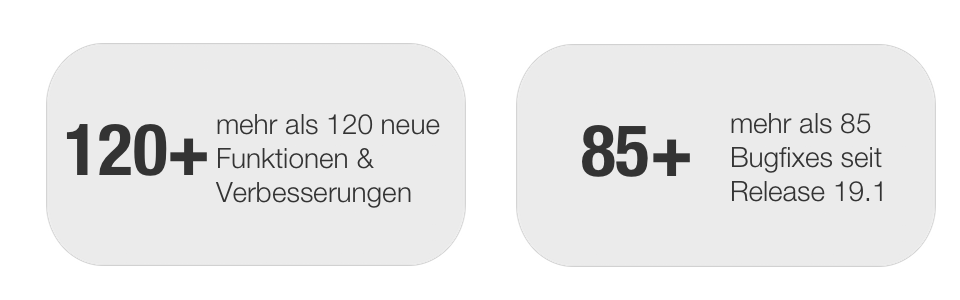 120+
mehr als 120 neue
Funktionen &
Verbesserungen
85+
mehr als 85
Bugfixes seit
Release 19.1